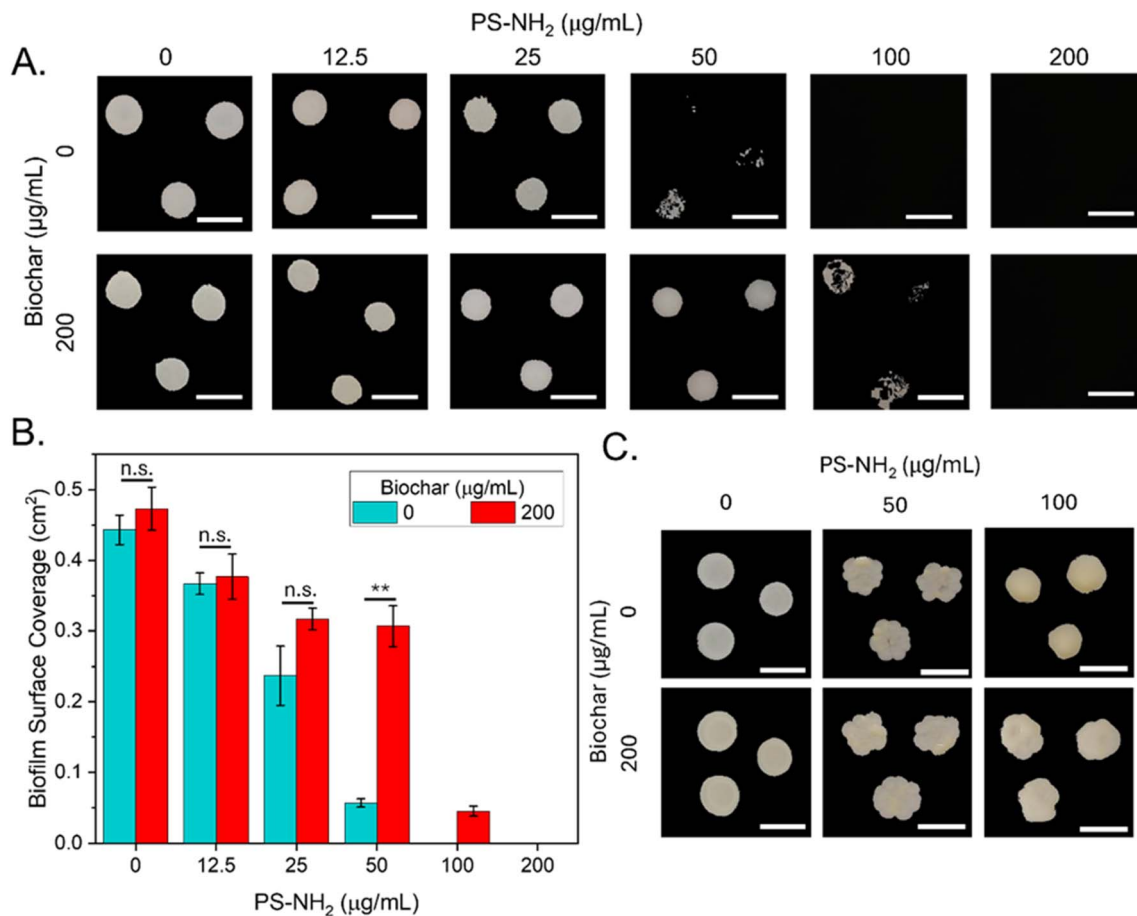 PS-NH₂ (µg/mL)
A.
0 12.5 25 50 100 200
Biochar (µg/mL)
0
200
B.
n.s.
n.s.
n.s.
**
Biochar (µg/mL)
0 200
Biofilm Surface Coverage (cm²)
0.5
0.4
0.3
0.2
0.1
0.0
0 12.5 25 50 100 200
PS-NH₂ (µg/mL)
C.
PS-NH₂ (µg/mL)
0 50 100
Biochar (µg/mL)
0
200